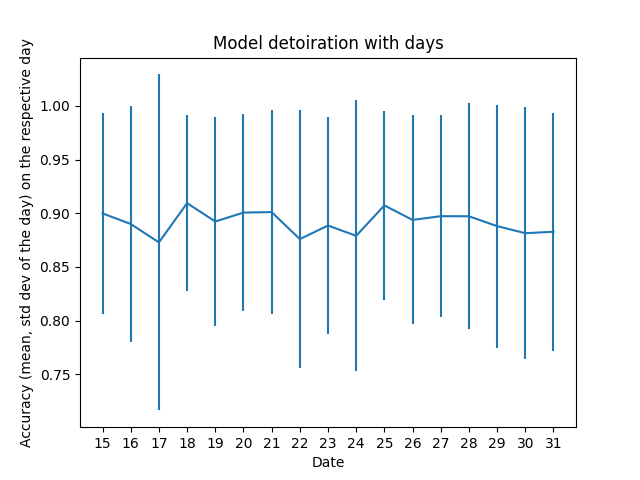 Model detoiration with days
Accuracy (mean, std dev of the day) on the respective day
1.00
0.95
0.90
0.85
0.80
0.75
15 16 17 18 19 20 21 22 23 24 25 26 27 28 29 30 31
Date